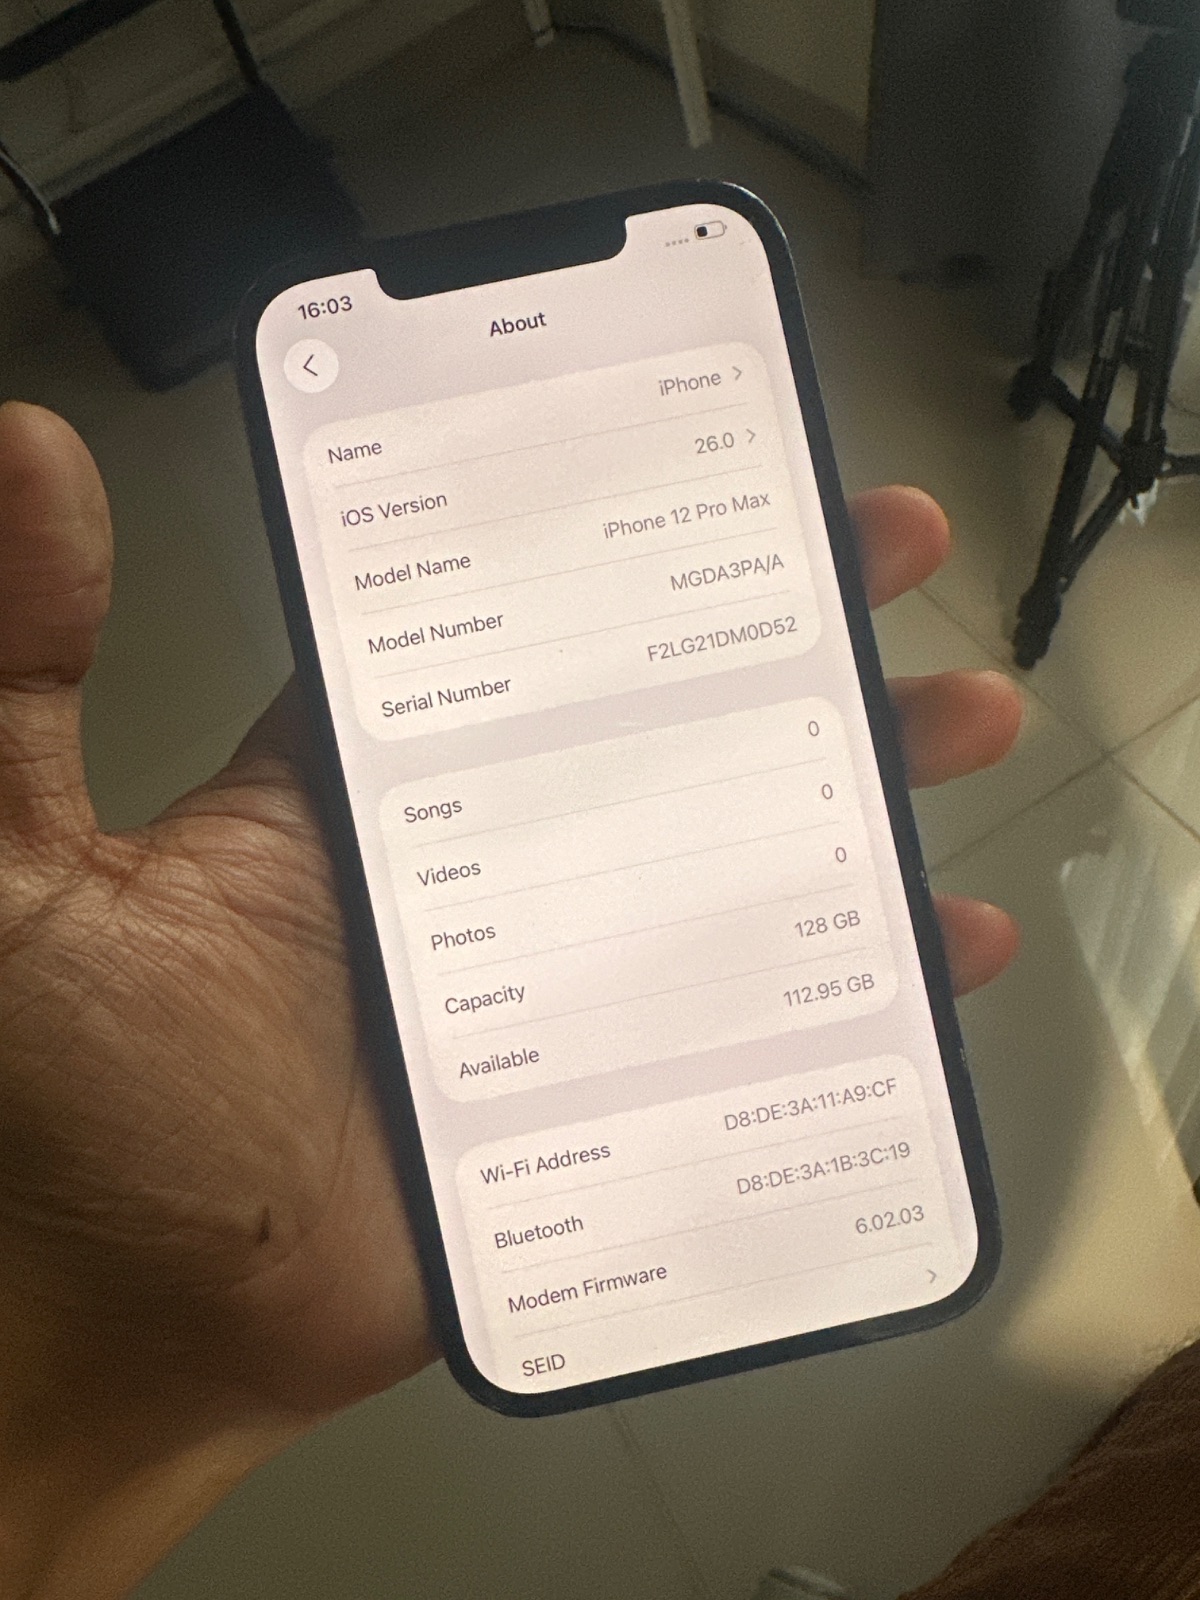 16:03
About
Name iPhone
iOS Version 26.0
Model Name iPhone 12 Pro Max
Model Number MGDA3PA/A
Serial Number F2LG21DM0D52
Songs 0
Videos 0
Photos 0
Capacity 128 GB
Available 112.95 GB
Wi-Fi Address D8:DE:3A:11:A9:CF
Bluetooth D8:DE:3A:1B:3C:19
Modem Firmware 6.02.03
SEID